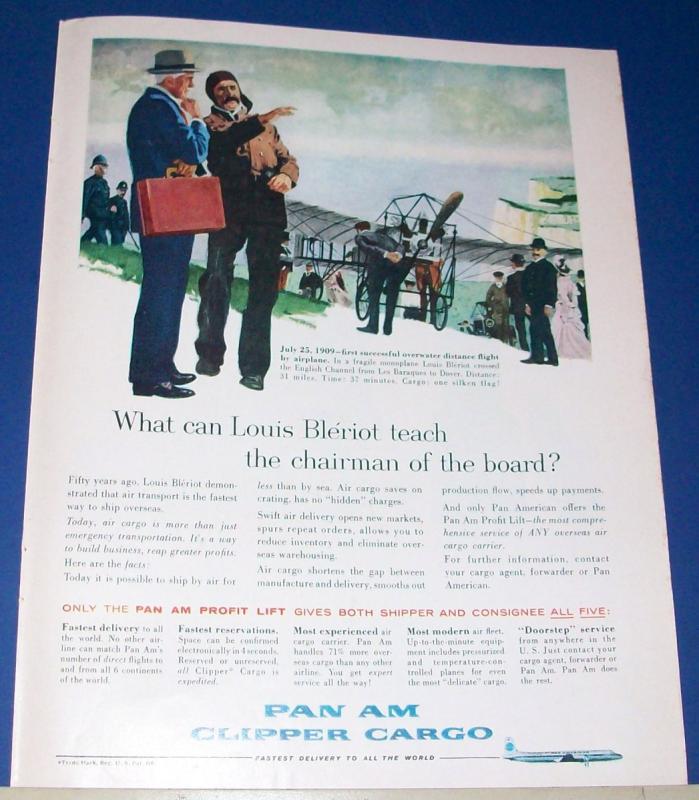 July 25, 1909—first successful overwater distance flight
by airplane. In a fragile monoplane Louis Blériot crossed
the English Channel from Les Baraques to Dover. Distance:
31 miles. Time: 37 minutes. Cargo: one silken flag!
What can Louis Blériot teach
the chairman of the board?
Fifty years ago, Louis Blériot demon-
strated that air transport is the fastest
way to ship overseas.
Today, air cargo is more than just
emergency transportation. It's a way
to build business, reap greater profits.
Here are the facts:
Today it is possible to ship by air for
less than by sea. Air cargo saves on
crating, has no "hidden" charges.
Swift air delivery opens new markets,
spurs repeat orders, allows you to
reduce inventory and eliminate over-
seas warehousing.
Air cargo shortens the gap between
manufacture and delivery, smooths out
production flow, speeds up payments.
And only Pan American offers the
Pan Am Profit Lift—the most compre-
hensive service of ANY overseas air
cargo carrier.
For further information, contact
your cargo agent, forwarder or Pan
American.
ONLY THE PAN AM PROFIT LIFT GIVES BOTH SHIPPER AND CONSIGNEE ALL FIVE:
Fastest delivery to all
the world. No other air-
line can match Pan Am's
number of direct flights to
and from all 6 continents
of the world.
Fastest reservations.
Space can be confirmed
electronically in 4 seconds.
Reserved or unreserved,
all Clipper* Cargo is
expedited.
Most experienced air
cargo carrier. Pan Am
handles 71% more over-
seas cargo than any other
airline. You get expert
service all the way!
Most modern air fleet.
Up-to-the-minute equip-
ment includes pressurized
and temperature-con-
trolled planes for even
the most "delicate" cargo.
"Doorstep" service
from anywhere in the
U. S. Just contact your
cargo agent, forwarder or
Pan Am. Pan Am does
the rest.
PAN AM
CLIPPER CARGO
*Trade Mark, Reg. U. S. Pat. Off.
FASTEST DELIVERY TO ALL THE WORLD